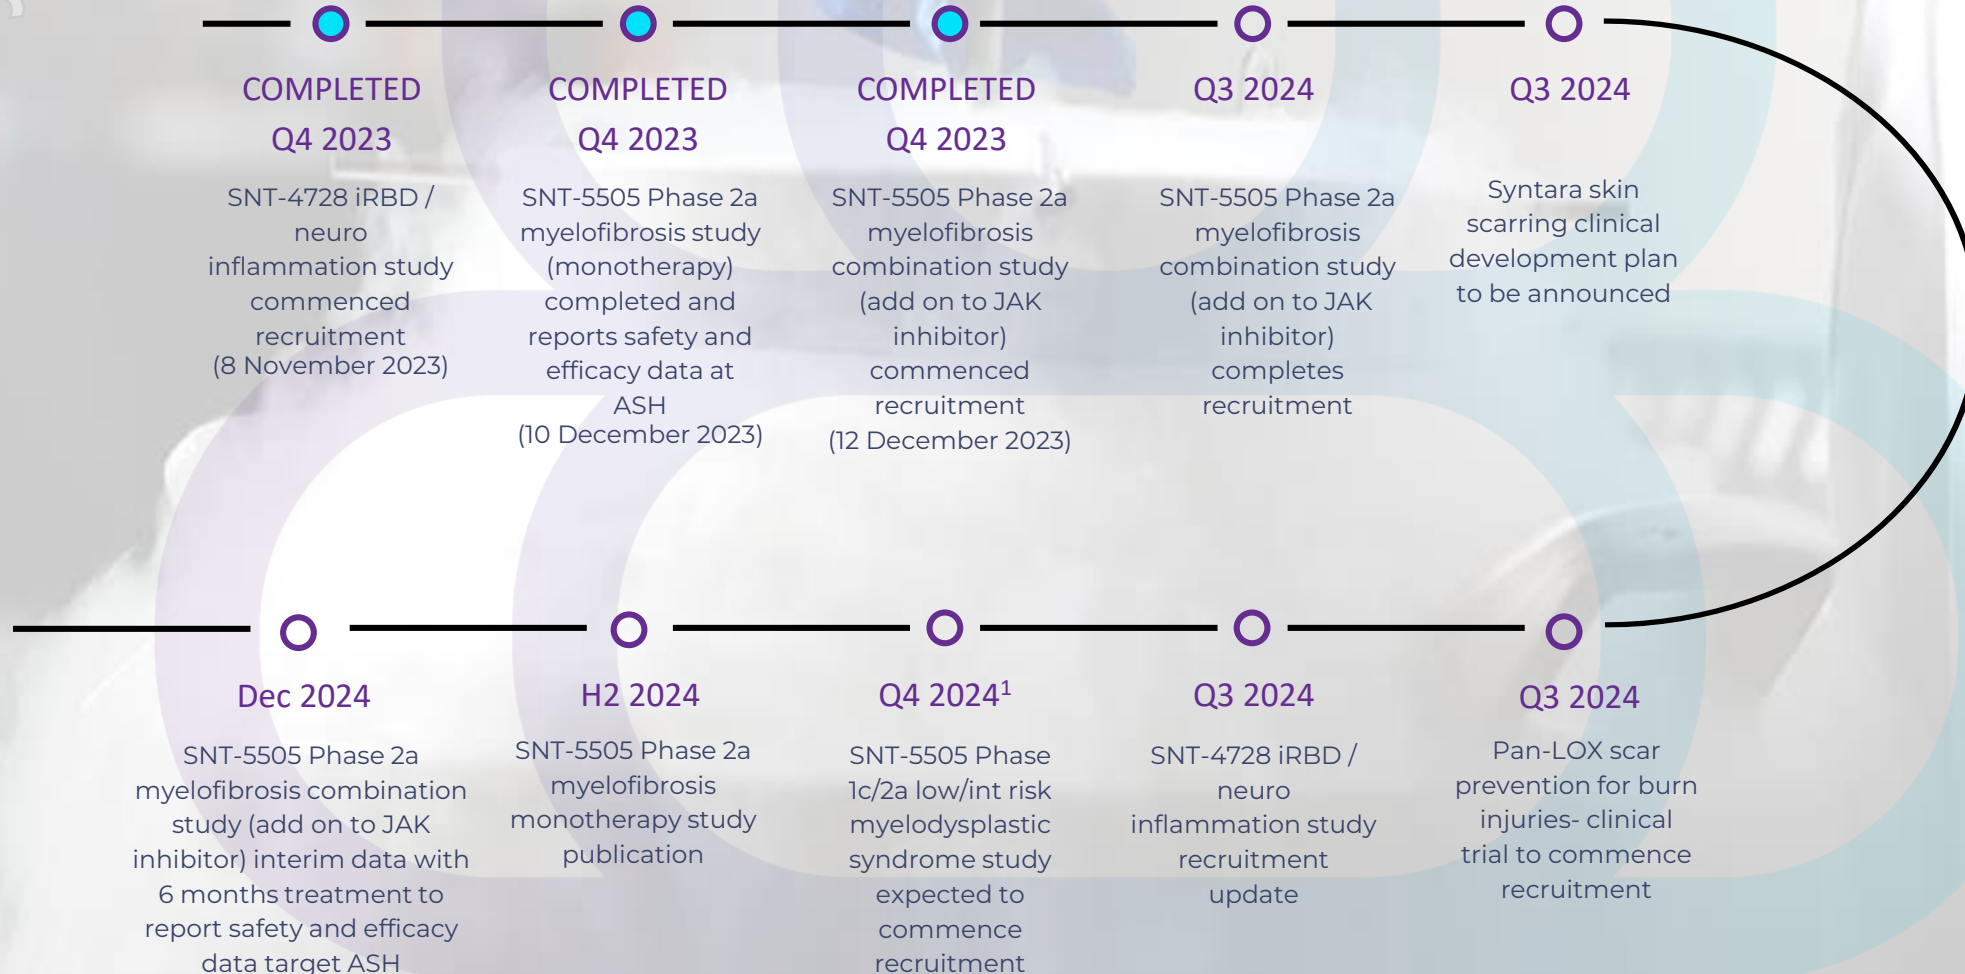 COMPLETED
Q4 2023
SNT-4728 iRBD /
neuro
inflammation study
commenced
recruitment
(8 November 2023)
COMPLETED
Q4 2023
SNT-5505 Phase 2a
myelofibrosis study
(monotherapy)
completed and
reports safety and
efficacy data at
ASH
(10 December 2023)
COMPLETED
Q4 2023
SNT-5505 Phase 2a
myelofibrosis
combination study
(add on to JAK
inhibitor)
commenced
recruitment
(12 December 2023)
Q3 2024
SNT-5505 Phase 2a
myelofibrosis
combination study
(add on to JAK
inhibitor)
completes
recruitment
Q3 2024
Syntara skin
scarring clinical
development plan
to be announced
Dec 2024
SNT-5505 Phase 2a
myelofibrosis combination
study (add on to JAK
inhibitor) interim data with
6 months treatment to
report safety and efficacy
data target ASH
H2 2024
SNT-5505 Phase 2a
myelofibrosis
monotherapy study
publication
Q4 2024¹
SNT-5505 Phase
1c/2a low/int risk
myelodysplastic
syndrome study
expected to
commence
recruitment
Q3 2024
SNT-4728 iRBD /
neuro
inflammation study
recruitment
update
Q3 2024
Pan-LOX scar
prevention for burn
injuries- clinical
trial to commence
recruitment